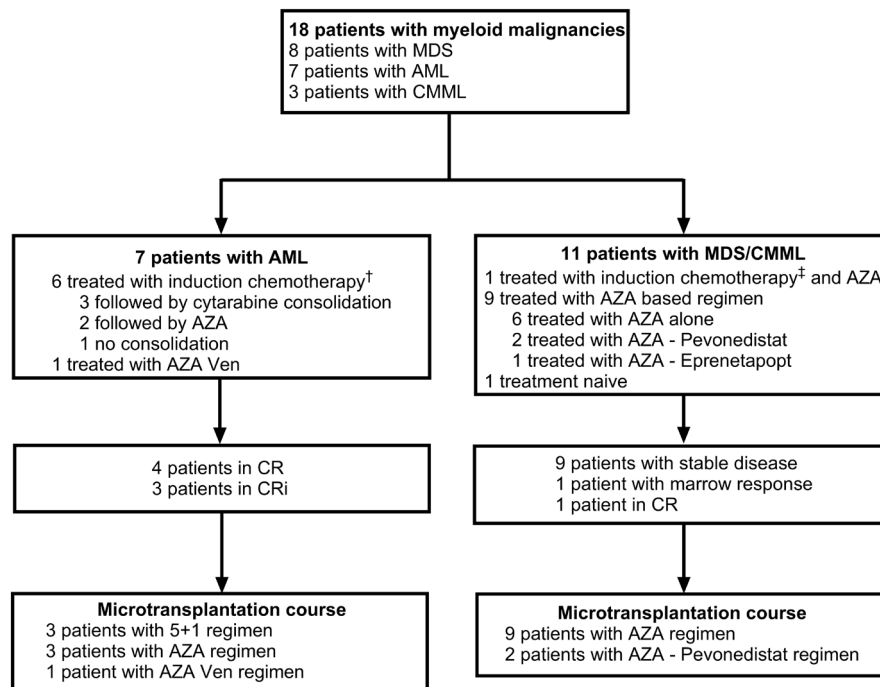 18 patients with myeloid malignancies
8 patients with MDS
7 patients with AML
3 patients with CMML
7 patients with AML
6 treated with induction chemotherapy†
3 followed by cytarabine consolidation
2 followed by AZA
1 no consolidation
1 treated with AZA Ven
11 patients with MDS/CMML
1 treated with induction chemotherapy‡ and AZA
9 treated with AZA based regimen
6 treated with AZA alone
2 treated with AZA - Pevonedistat
1 treated with AZA - Eprenetapopt
1 treatment naive
4 patients in CR
3 patients in CRi
9 patients with stable disease
1 patient with marrow response
1 patient in CR
Microtransplantation course
3 patients with 5+1 regimen
3 patients with AZA regimen
1 patient with AZA Ven regimen
Microtransplantation course
9 patients with AZA regimen
2 patients with AZA - Pevonedistat regimen